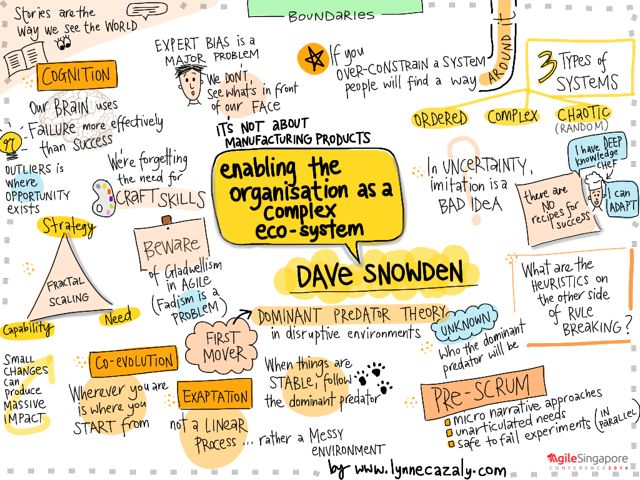 Stories are the
Way we see the WORLD
COGNITION
Our BRAIN uses
FAILURE more effectively
than SUCCESS
OUTLIERS is
where
OPPORTUNITY
exists
EXPERT BIAS is a
MAJOR PROBLEM
We DON'T
See what's in front
of our FACE
BOUNDARIES
If you
OVER-CONSTRAIN a SYSTEM
people will find a way
AROUND it
3 Types of
SYSTEMS
ORDERED
COMPLEX
CHAOTIC
(RANDOM)
IT'S NOT ABOUT
MANUFACTURING PRODUCTS
enabling the
organisation as a
complex
eco-system
DAVE SNOWDEN
We're forgetting
the need for
CRAFT SKILLS
In UNCERTAINTY,
imitation is a
BAD IDEA
there are
NO
recipes for
success
I have DEEP
knowledge
CHEF
I can
ADAPT
Strategy
FRACTAL
SCALING
Capability
Need
BEWARE
of Gladwellism
in AGILE
(Fadism is a
PROBLEM)
What are the
HEURISTICS on
the other side
of RULE
BREAKING?
FIRST
MOVER
DOMINANT PREDATOR THEORY
in disruptive environments
UNKNOWN
Who the dominant
predator will be
When things are
STABLE, follow
the dominant predator
SMALL
CHANGES
can
produce
MASSIVE
IMPACT
CO-EVOLUTION
Wherever you are
is where you
START from
EXAPTATION
not a LINEAR
PROCESS ... rather a MESSY
ENVIRONMENT
PRE-SCRUM
micro narrative approaches
unarticulated needs
safe to fail experiments (IN PARALLEL)
by www.lynnecazaly.com
AgileSingapore
CONFERENCE 2014